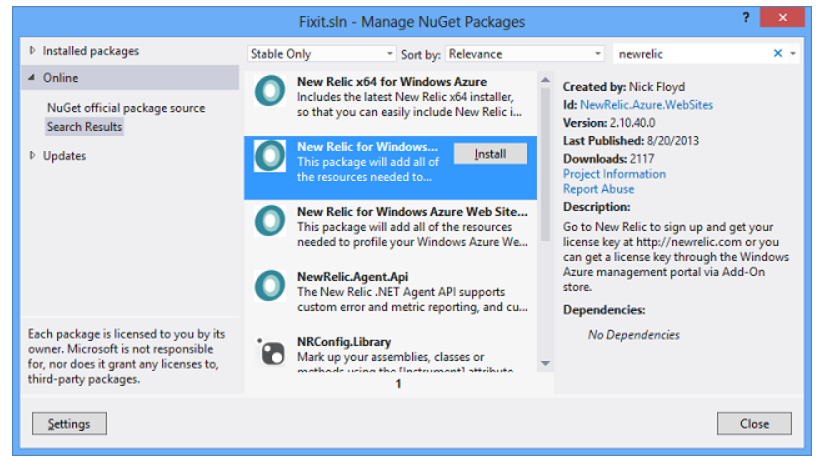 Fixit.sln - Manage NuGet Packages
?
×
Installed packages
Online
NuGet official package source
Search Results
Updates
Each package is licensed to you by its
owner. Microsoft is not responsible
for, nor does it grant any licenses to,
third-party packages.
Stable Only
Sort by: Relevance
newrelic
×
New Relic x64 for Windows Azure
Includes the latest New Relic x64 installer,
so that you can easily include New Relic i...
New Relic for Windows...
This package will add all of
the resources needed to...
Install
New Relic for Windows Azure Web Site...
This package will add all of the resources
needed to profile your Windows Azure We...
NewRelic.Agent.Api
The New Relic .NET Agent API supports
custom error and metric reporting, and cu...
NRConfig.Library
Mark up your assemblies, classes or
methods using the [Instrument] attribute
1
Created by: Nick Floyd
Id: NewRelic.Azure.WebSites
Version: 2.10.40.0
Last Published: 8/20/2013
Downloads: 2117
Project Information
Report Abuse
Description:
Go to New Relic to sign up and get your
license key at http://newrelic.com or you
can get a license key through the Windows
Azure management portal via Add-On
store.
Dependencies:
No Dependencies
Settings
Close